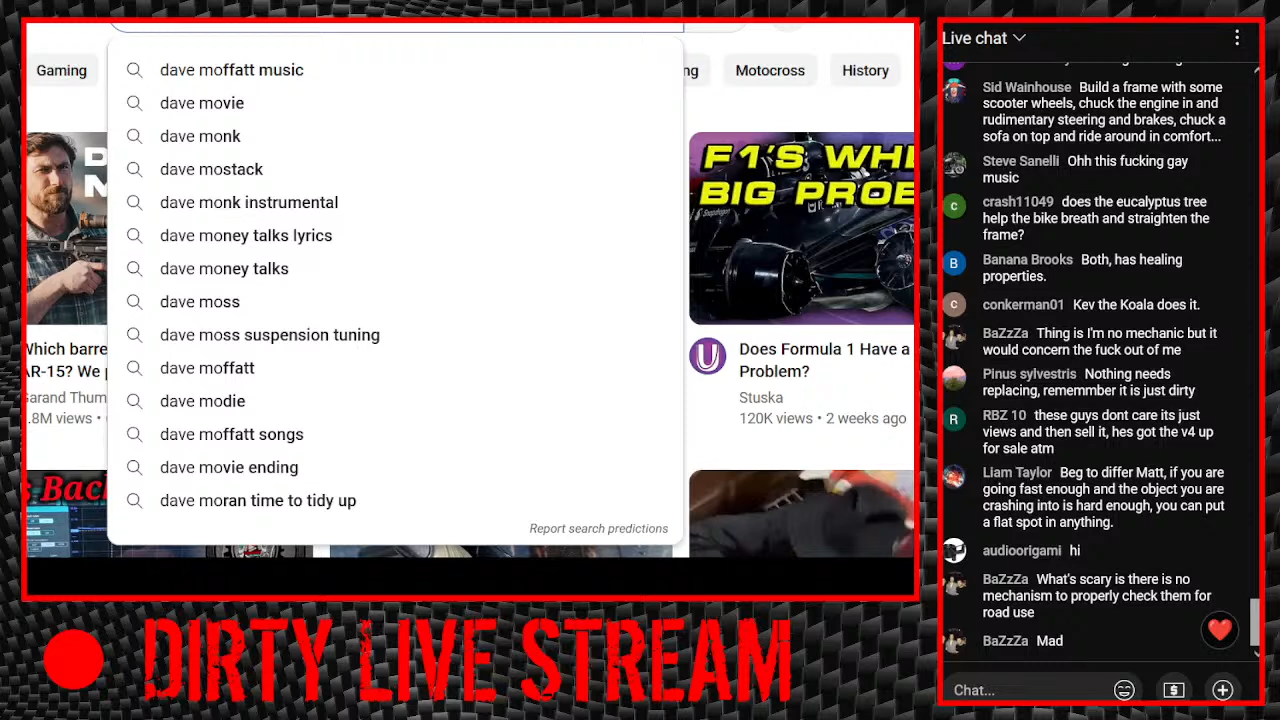 Gaming
ng
Motocross
History
dave moffatt music
dave movie
dave monk
dave mostack
dave monk instrumental
dave money talks lyrics
dave money talks
dave moss
dave moss suspension tuning
dave moffatt
dave modie
dave moffatt songs
dave movie ending
dave moran time to tidy up
Report search predictions
D
M
Which barre
AR-15? We p
Garand Thum
.8M views •
s Back
F1'S WH
BIG PROB
Does Formula 1 Have a
Problem?
Stuska
120K views • 2 weeks ago
DIRTY LIVE STREAM
Live chat
Sid Wainhouse Build a frame with some
scooter wheels, chuck the engine in and
rudimentary steering and brakes, chuck a
sofa on top and ride around in comfort...
Steve Sanelli Ohh this fucking gay
music
crash11049 does the eucalyptus tree
help the bike breath and straighten the
frame?
Banana Brooks Both, has healing
properties.
conkerman01 Kev the Koala does it.
BaZzZa Thing is I'm no mechanic but it
would concern the fuck out of me
Pinus sylvestris Nothing needs
replacing, rememmber it is just dirty
RBZ 10 these guys dont care its just
views and then sell it, hes got the v4 up
for sale atm
Liam Taylor Beg to differ Matt, if you are
going fast enough and the object you are
crashing into is hard enough, you can put
a flat spot in anything.
audioorigami hi
BaZzZa What's scary is there is no
mechanism to properly check them for
road use
BaZzZa Mad
Chat...